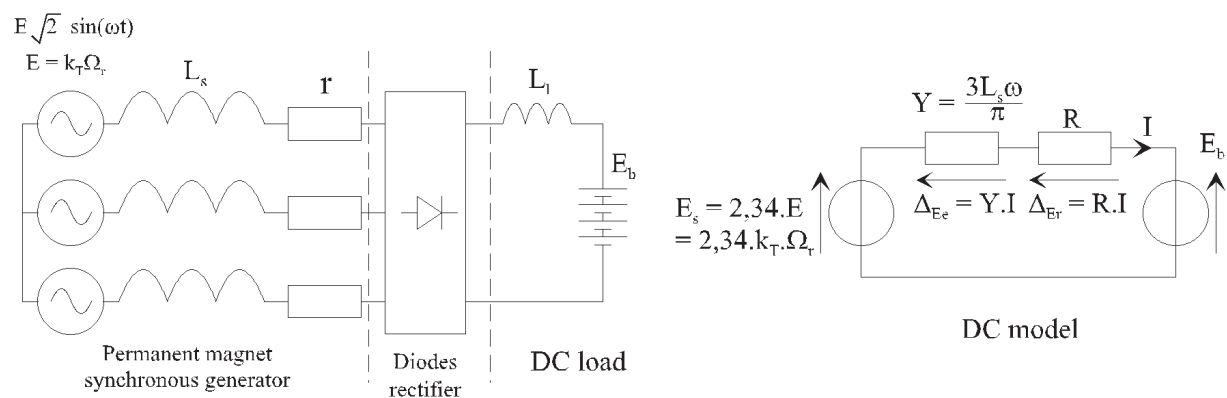 E√2 sin(ωt)
E = k_TΩ_r
L_s
r
L_l
E_b
Permanent magnet
synchronous generator
Diodes
rectifier
DC load
Y = 3L_sω/π
R
I
E_b
E_s = 2,34.E
= 2,34.k_T.Ω_r
Δ_Ee = Y.I
Δ_Er = R.I
DC model